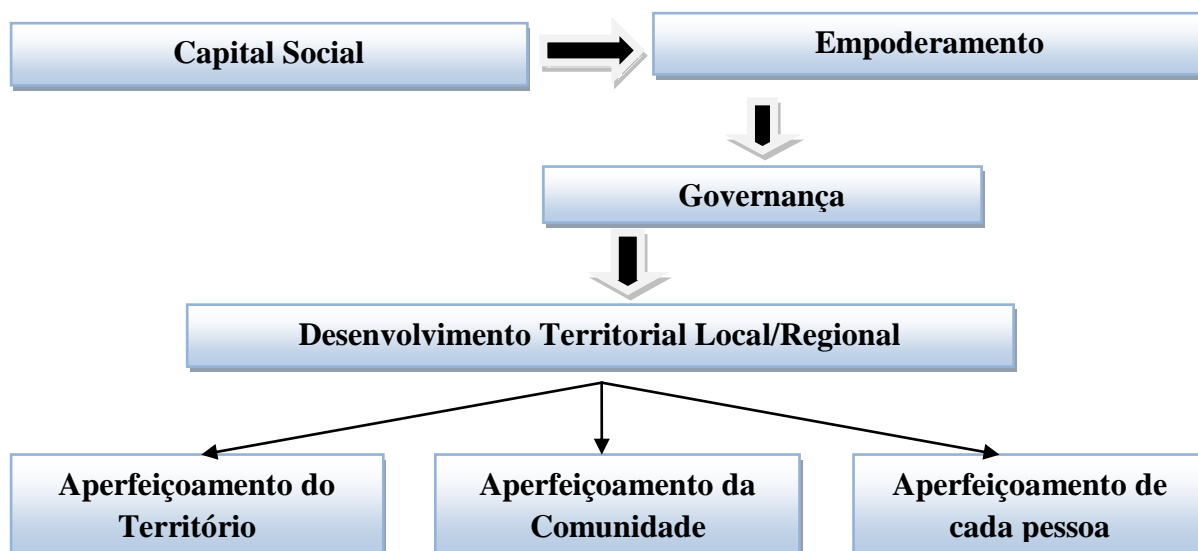 Capital Social
Empoderamento
Governança
Desenvolvimento Territorial Local/Regional
Aperfeiçoamento do
Território
Aperfeiçoamento da
Comunidade
Aperfeiçoamento de
cada pessoa